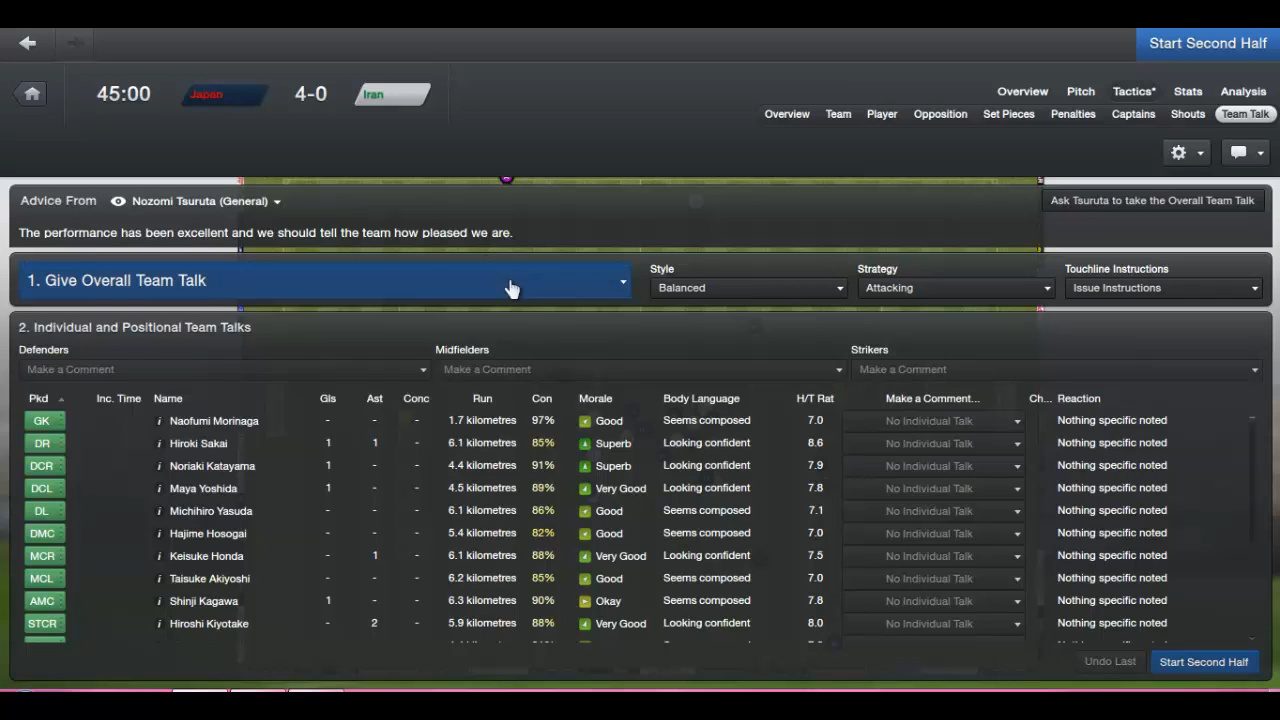 Start Second Half
45:00 Japan 4-0 Iran
Overview Pitch Tactics* Stats Analysis
Overview Team Player Opposition Set Pieces Penalties Captains Shouts Team Talk
Advice From Nozomi Tsuruta (General) Ask Tsuruta to take the Overall Team Talk
The performance has been excellent and we should tell the team how pleased we are.
Style Strategy Touchline Instructions
1. Give Overall Team Talk Balanced Attacking Issue Instructions
2. Individual and Positional Team Talks
Defenders Midfielders Strikers
Make a Comment Make a Comment Make a Comment
Pkd Inc. Time Name Gls Ast Conc Run Con Morale Body Language H/T Rat Make a Comment... Ch... Reaction
GK i Naofumi Morinaga - - - 1.7 kilometres 97% Good Seems composed 7.0 No Individual Talk Nothing specific noted
DR i Hiroki Sakai 1 1 - 6.1 kilometres 85% Superb Looking confident 8.6 No Individual Talk Nothing specific noted
DCR i Noriaki Katayama 1 - - 4.4 kilometres 91% Superb Looking confident 7.9 No Individual Talk Nothing specific noted
DCL i Maya Yoshida 1 - - 4.5 kilometres 89% Very Good Looking confident 7.8 No Individual Talk Nothing specific noted
DL i Michihiro Yasuda - - - 6.1 kilometres 86% Good Seems composed 7.1 No Individual Talk Nothing specific noted
DMC i Hajime Hosogai - - - 5.4 kilometres 82% Good Seems composed 7.0 No Individual Talk Nothing specific noted
MCR i Keisuke Honda - 1 - 6.1 kilometres 88% Very Good Looking confident 7.5 No Individual Talk Nothing specific noted
MCL i Taisuke Akiyoshi - - - 6.2 kilometres 85% Good Seems composed 7.0 No Individual Talk Nothing specific noted
AMC i Shinji Kagawa 1 - - 6.3 kilometres 90% Okay Seems composed 7.8 No Individual Talk Nothing specific noted
STCR i Hiroshi Kiyotake - 2 - 5.9 kilometres 88% Very Good Looking confident 8.0 No Individual Talk Nothing specific noted
Undo Last Start Second Half